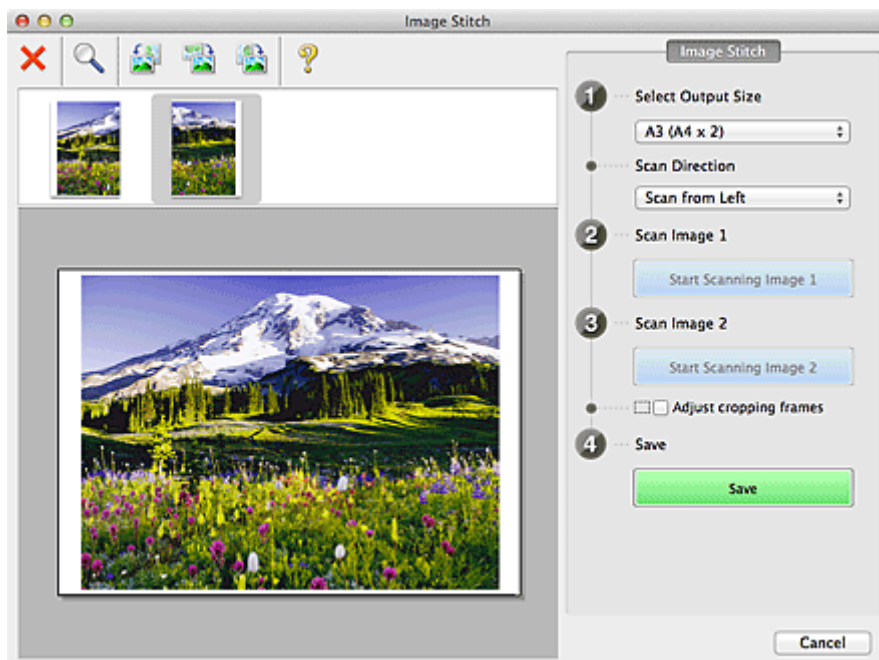 Image Stitch
?
Image Stitch
1 Select Output Size
A3 (A4 x 2)
Scan Direction
Scan from Left
2 Scan Image 1
Start Scanning Image 1
3 Scan Image 2
Start Scanning Image 2
Adjust cropping frames
4 Save
Save
Cancel